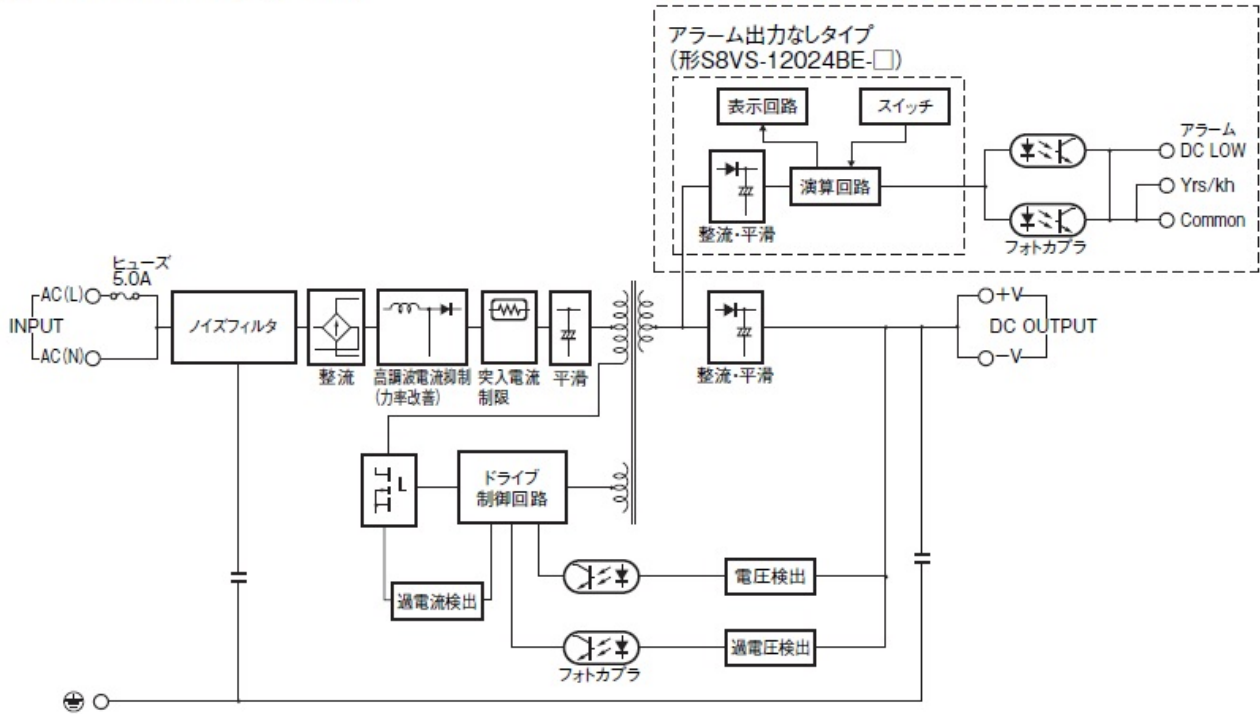 アラーム出力なしタイプ
(形S8VS-12024BE-□)
表示回路
スイッチ
演算回路
整流・平滑
アラーム
DC LOW
Yrs/kh
Common
フォトカプラ
ヒューズ
5.0A
AC(L)
INPUT
AC(N)
ノイズフィルタ
整流
高調波電流抑制
(力率改善)
突入電流
制限
平滑
整流・平滑
+V
DC OUTPUT
-V
ドライブ
制御回路
過電流検出
電圧検出
過電圧検出
フォトカプラ